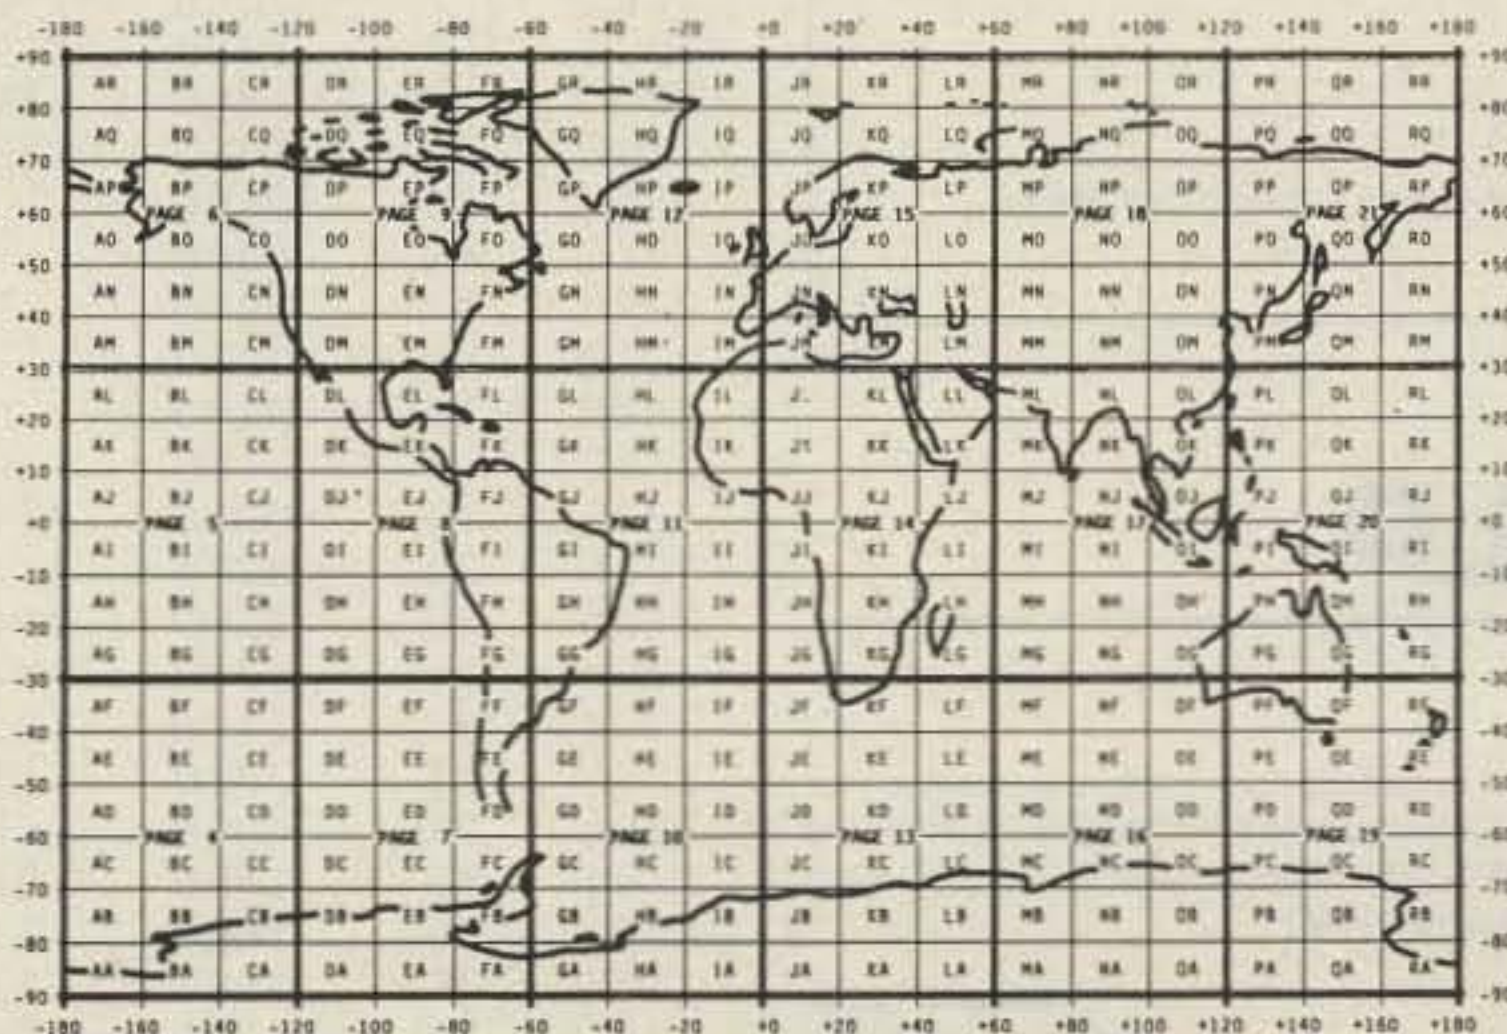 -180 -160 -140 -120 -100 -80 -60 -40 -20 +0 +20 +40 +60 +80 +100 +120 +140 +160 +180
+90 +90
AR BR CR DR ER FR GR HR IR JR KR LR MR NR OR PR QR RR
+80 +80
AQ BQ CQ DQ EQ FQ GQ HQ IQ JQ KQ LQ MQ NQ OQ PQ QQ RQ
+70 +70
AP BP CP DP EP FP GP HP IP JP KP LP MP NP OP PP QP RP
+60 PAGE 6 PAGE 9 PAGE 12 PAGE 15 PAGE 18 PAGE 21 +60
AO BO CO DO EO FO GO HO IO JO KO LO MO NO OO PO QO RO
+50 +50
AN BN CN DN EN FN GN HN IN JN KN LN MN NN ON PN QN RN
+40 +40
AM BM CM DM EM FM GM HM IM JM KM LM MM NM OM PM QM RM
+30 +30
AL BL CL DL EL FL GL HL IL JL KL LL ML NL OL PL QL RL
+20 +20
AK BK CK DK EK FK GK HK IK JK KK LK MK NK OK PK QK RK
+10 +10
AJ BJ CJ DJ EJ FJ GJ HJ IJ JJ KJ LJ MJ NJ OJ PJ QJ RJ
+0 PAGE 5 PAGE 8 PAGE 11 PAGE 14 PAGE 17 PAGE 20 +0
AI BI CI DI EI FI GI HI II JI KI LI MI NI OI PI QI RI
-10 -10
AH BH CH DH EH FH GH HH IH JH KH LH MH NH OH PH QH RH
-20 -20
AG BG CG DG EG FG GG HG IG JG KG LG MG NG OG PG QG RG
-30 -30
AF BF CF DF EF FF GF HF IF JF KF LF MF NF OF PF QF RF
-40 -40
AE BE CE DE EE FE GE HE IE JE KE LE ME NE OE PE QE RE
-50 -50
AD BD CD DD ED FD GD HD ID JD KD LD MD ND OD PD QD RD
-60 PAGE 4 PAGE 7 PAGE 10 PAGE 13 PAGE 16 PAGE 19 -60
AC BC CC DC EC FC GC HC IC JC KC LC MC NC OC PC QC RC
-70 -70
AB BB CB DB EB FB GB HB IB JB KB LB MB NB OB PB QB RB
-80 -80
AA BA CA DA EA FA GA HA IA JA KA LA MA NA OA PA QA RA
-90 -90
-180 -160 -140 -120 -100 -80 -60 -40 -20 +0 +20 +40 +60 +80 +100 +120 +140 +160 +180